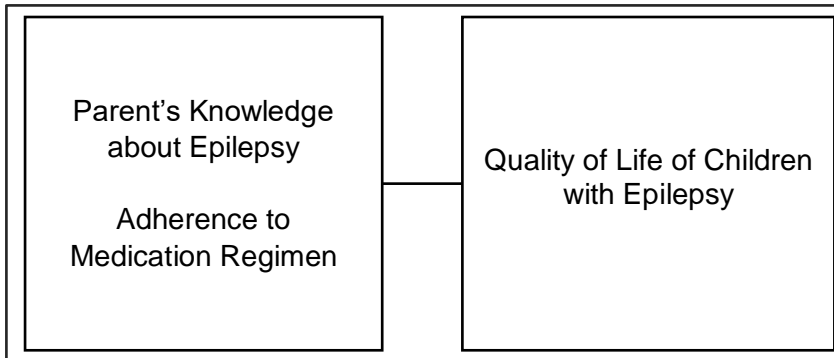 Parent’s Knowledge
about Epilepsy
Adherence to
Medication Regimen
Quality of Life of Children
with Epilepsy